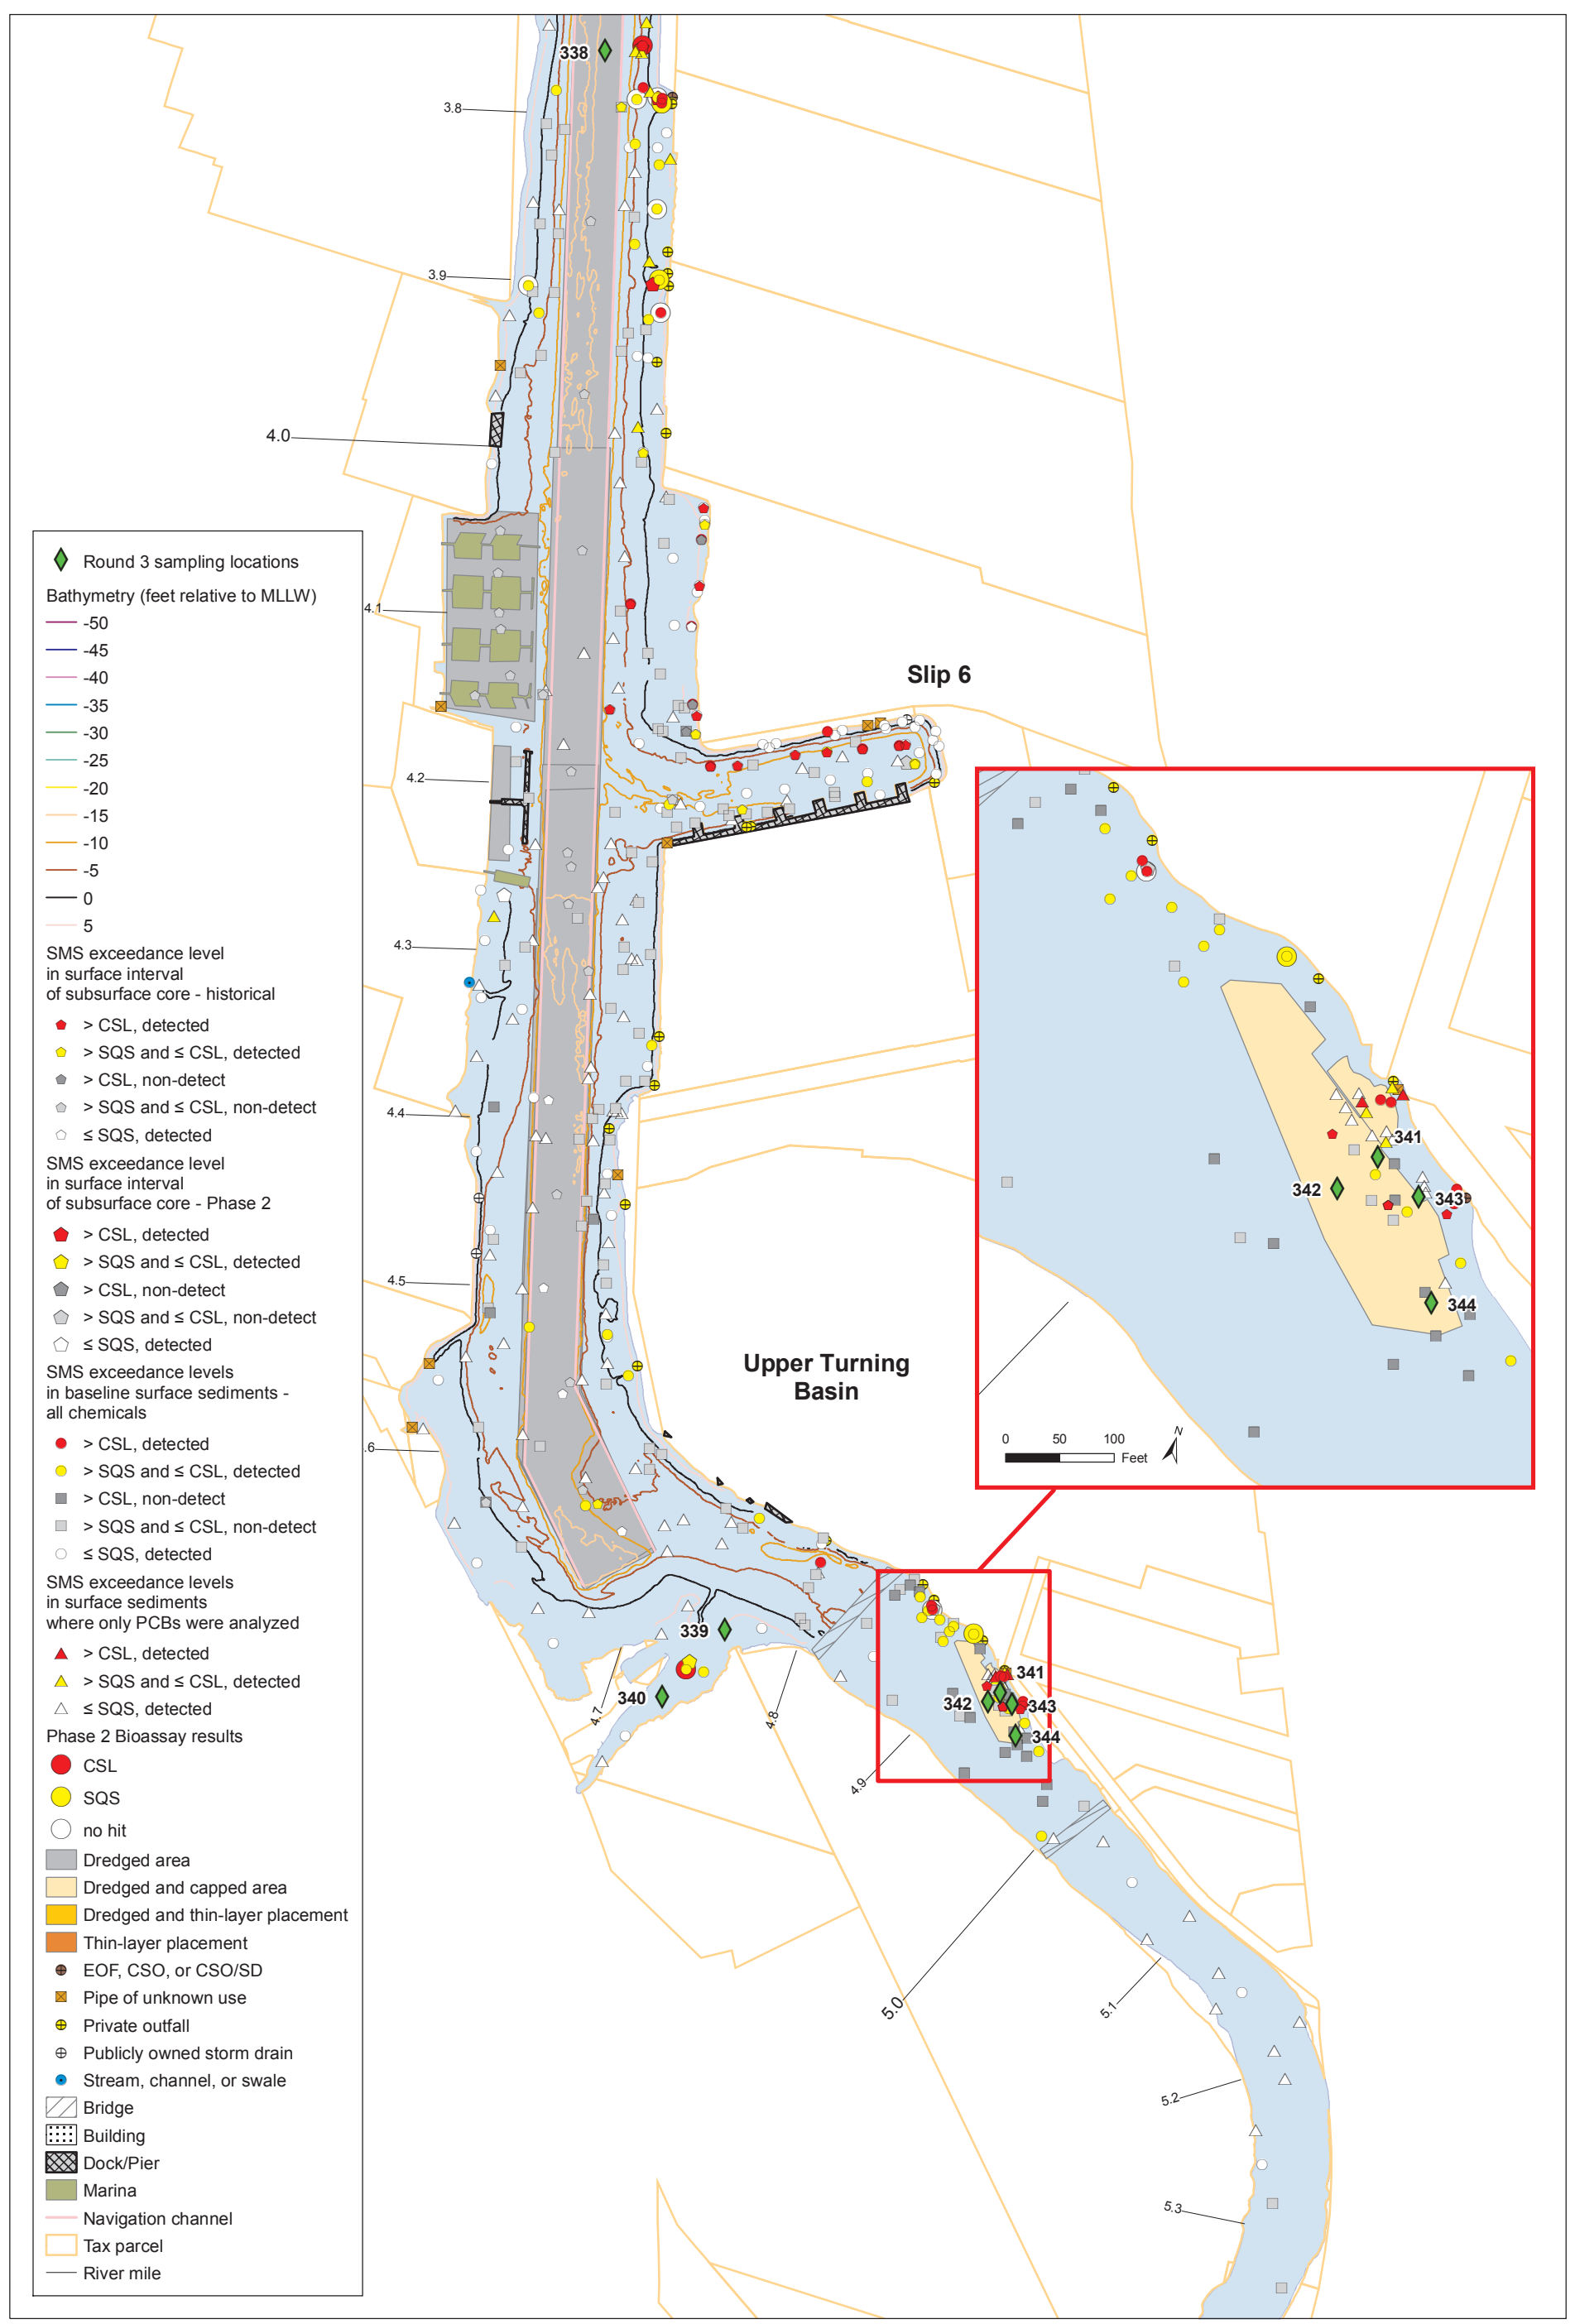 338
3.8
3.9
4.0
4.1
Slip 6
4.2
4.3
4.4
4.5
Upper Turning
Basin
.6
339
340
4.7
4.8
4.9
341
342
343
344
5.0
5.1
5.2
5.3
341
342
343
344
0
50
100
Feet
N
Round 3 sampling locations
Bathymetry (feet relative to MLLW)
-50
-45
-40
-35
-30
-25
-20
-15
-10
-5
0
5
SMS exceedance level
in surface interval
of subsurface core - historical
> CSL, detected
> SQS and ≤ CSL, detected
> CSL, non-detect
> SQS and ≤ CSL, non-detect
≤ SQS, detected
SMS exceedance level
in surface interval
of subsurface core - Phase 2
> CSL, detected
> SQS and ≤ CSL, detected
> CSL, non-detect
> SQS and ≤ CSL, non-detect
≤ SQS, detected
SMS exceedance levels
in baseline surface sediments -
all chemicals
> CSL, detected
> SQS and ≤ CSL, detected
> CSL, non-detect
> SQS and ≤ CSL, non-detect
≤ SQS, detected
SMS exceedance levels
in surface sediments
where only PCBs were analyzed
> CSL, detected
> SQS and ≤ CSL, detected
≤ SQS, detected
Phase 2 Bioassay results
CSL
SQS
no hit
Dredged area
Dredged and capped area
Dredged and thin-layer placement
Thin-layer placement
EOF, CSO, or CSO/SD
Pipe of unknown use
Private outfall
Publicly owned storm drain
Stream, channel, or swale
Bridge
Building
Dock/Pier
Marina
Navigation channel
Tax parcel
River mile